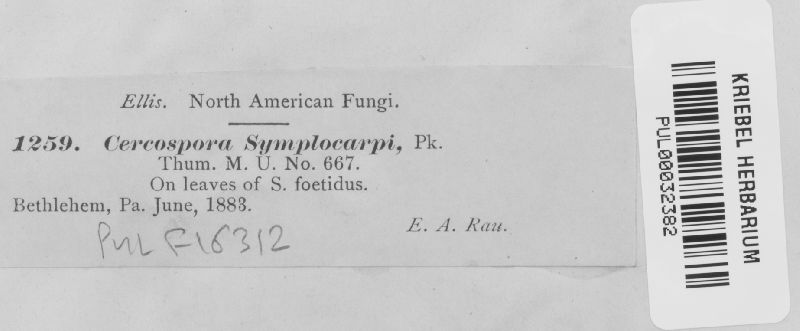 Ellis. North American Fungi.
1259. Cercospora Symplocarpi, Pk.
Thum. M. U. No. 667.
On leaves of S. foetidus.
Bethlehem, Pa. June, 1883.
E. A. Rau.
PUL F16312
KRIEBEL HERBARIUM
PUL00032382